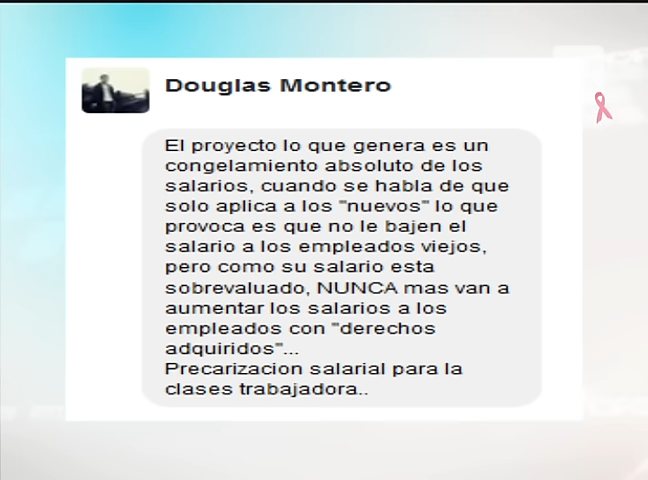 Douglas Montero
El proyecto lo que genera es un
congelamiento absoluto de los
salarios, cuando se habla de que
solo aplica a los "nuevos" lo que
provoca es que no le bajen el
salario a los empleados viejos,
pero como su salario esta
sobrevaluado, NUNCA mas van a
aumentar los salarios a los
empleados con "derechos
adquiridos"...
Precarizacion salarial para la
clases trabajadora..